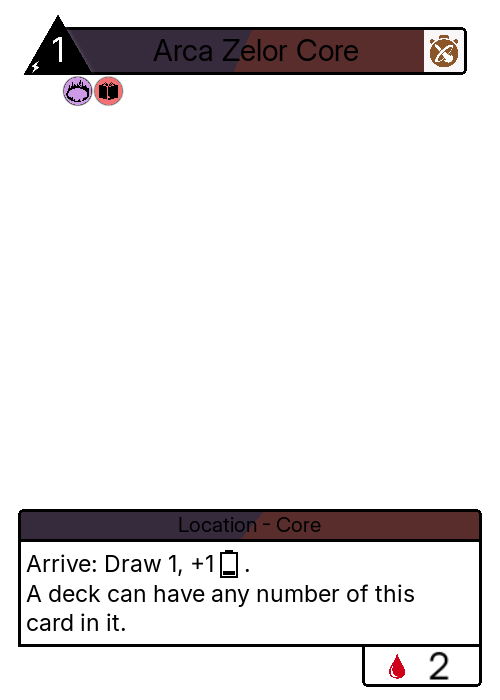 1
Arca Zelor Core
Location - Core
Arrive: Draw 1, +1 .
A deck can have any number of this
card in it.
2